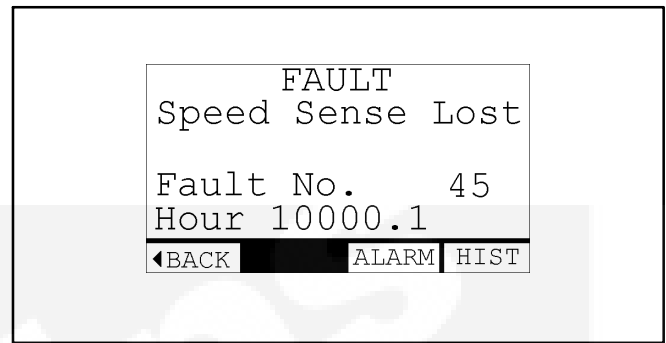 FAULT
Speed Sense Lost
Fault No. 45
Hour 10000.1
◀BACK ALARM HIST